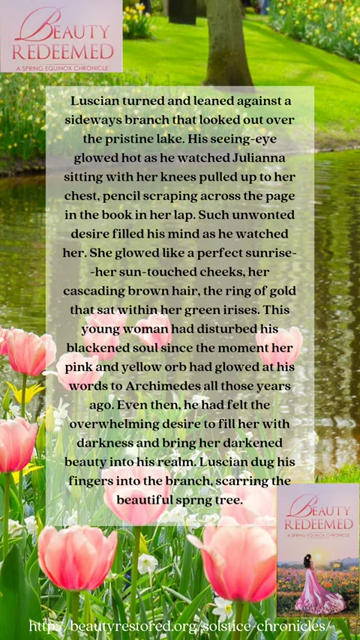 BEAUTY
REDEEMED
A SPRING EQUINOX CHRONICLE
Luscian turned and leaned against a
sideways branch that looked out over
the pristine lake. His seeing-eye
glowed hot as he watched Julianna
sitting with her knees pulled up to her
chest, pencil scraping across the page
in the book in her lap. Such unwonted
desire filled his mind as he watched
her. She glowed like a perfect sunrise-
-her sun-touched cheeks, her
cascading brown hair, the ring of gold
that sat within her green irises. This
young woman had disturbed his
blackened soul since the moment her
pink and yellow orb had glowed at his
words to Archimedes all those years
ago. Even then, he had felt the
overwhelming desire to fill her with
darkness and bring her darkened
beauty into his realm. Luscian dug his
fingers into the branch, scarring the
beautiful sprng tree.
BEAUTY
REDEEMED
A SPRING EQUINOX CHRONICLE
http://beautyrestored.org/solstice-chronicles/